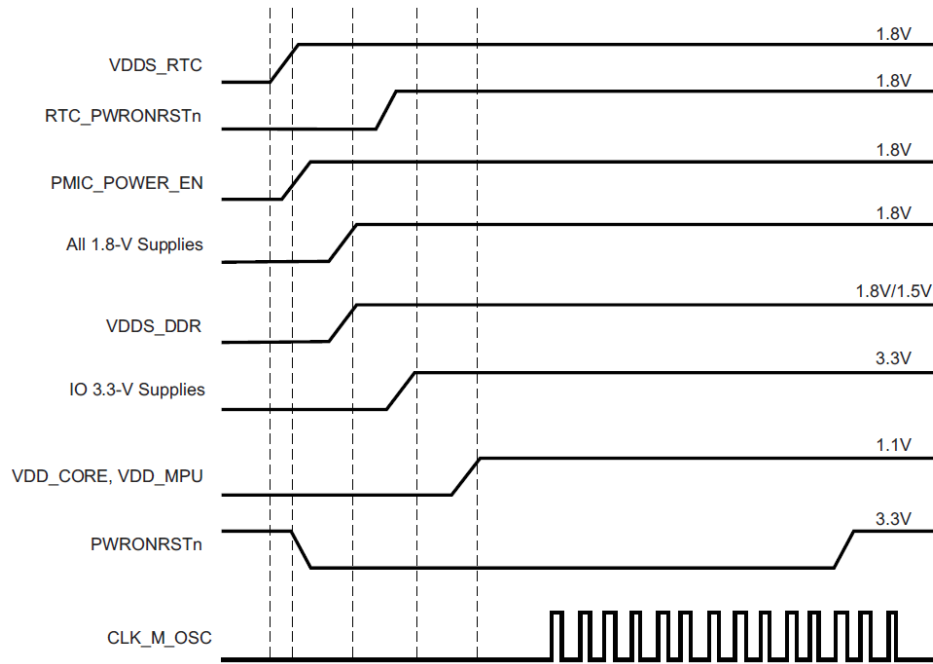 1.8V
VDDS_RTC
1.8V
RTC_PWRONRSTn
1.8V
PMIC_POWER_EN
1.8V
All 1.8-V Supplies
1.8V/1.5V
VDDS_DDR
3.3V
IO 3.3-V Supplies
1.1V
VDD_CORE, VDD_MPU
3.3V
PWRONRSTn
CLK_M_OSC